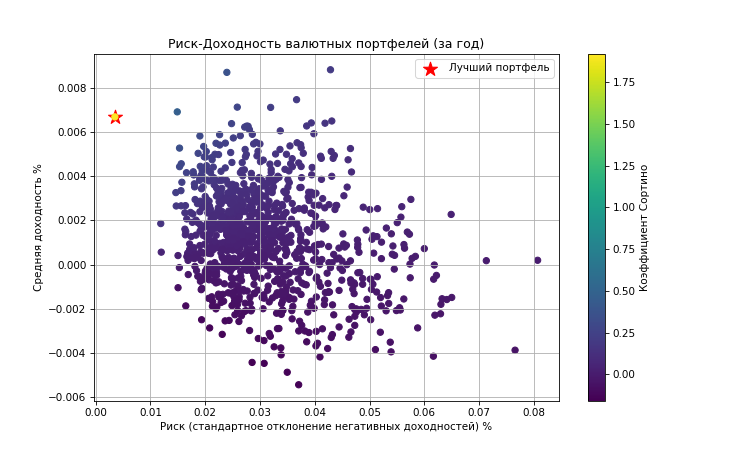 Риск-Доходность валютных портфелей (за год)
Лучший портфель
0.008
0.006
0.004
0.002
0.000
−0.002
−0.004
−0.006
Средняя доходность %
0.00 0.01 0.02 0.03 0.04 0.05 0.06 0.07 0.08
Риск (стандартное отклонение негативных доходностей) %
1.75
1.50
1.25
1.00
0.75
0.50
0.25
0.00
Коэффициент Сортино